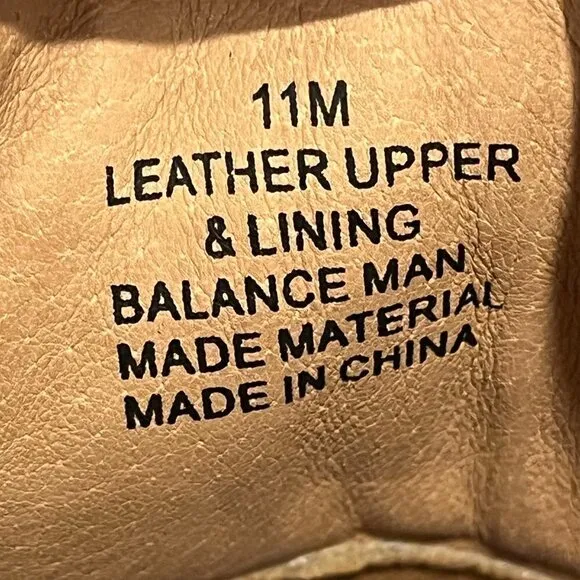 11M
LEATHER UPPER
& LINING
BALANCE MAN
MADE MATERIAL
MADE IN CHINA